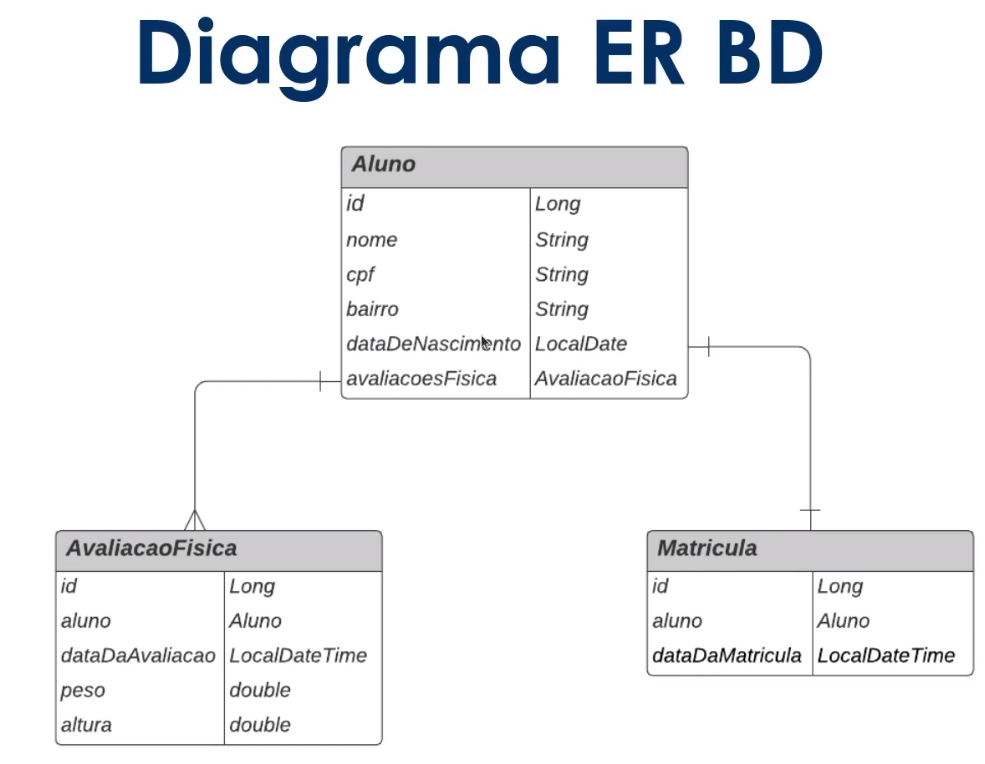 Diagrama ER BD
Aluno
id Long
nome String
cpf String
bairro String
dataDeNascimento LocalDate
avaliacoesFisica AvaliacaoFisica
AvaliacaoFisica
id Long
aluno Aluno
dataDaAvaliacao LocalDateTime
peso double
altura double
Matricula
id Long
aluno Aluno
dataDaMatricula LocalDateTime